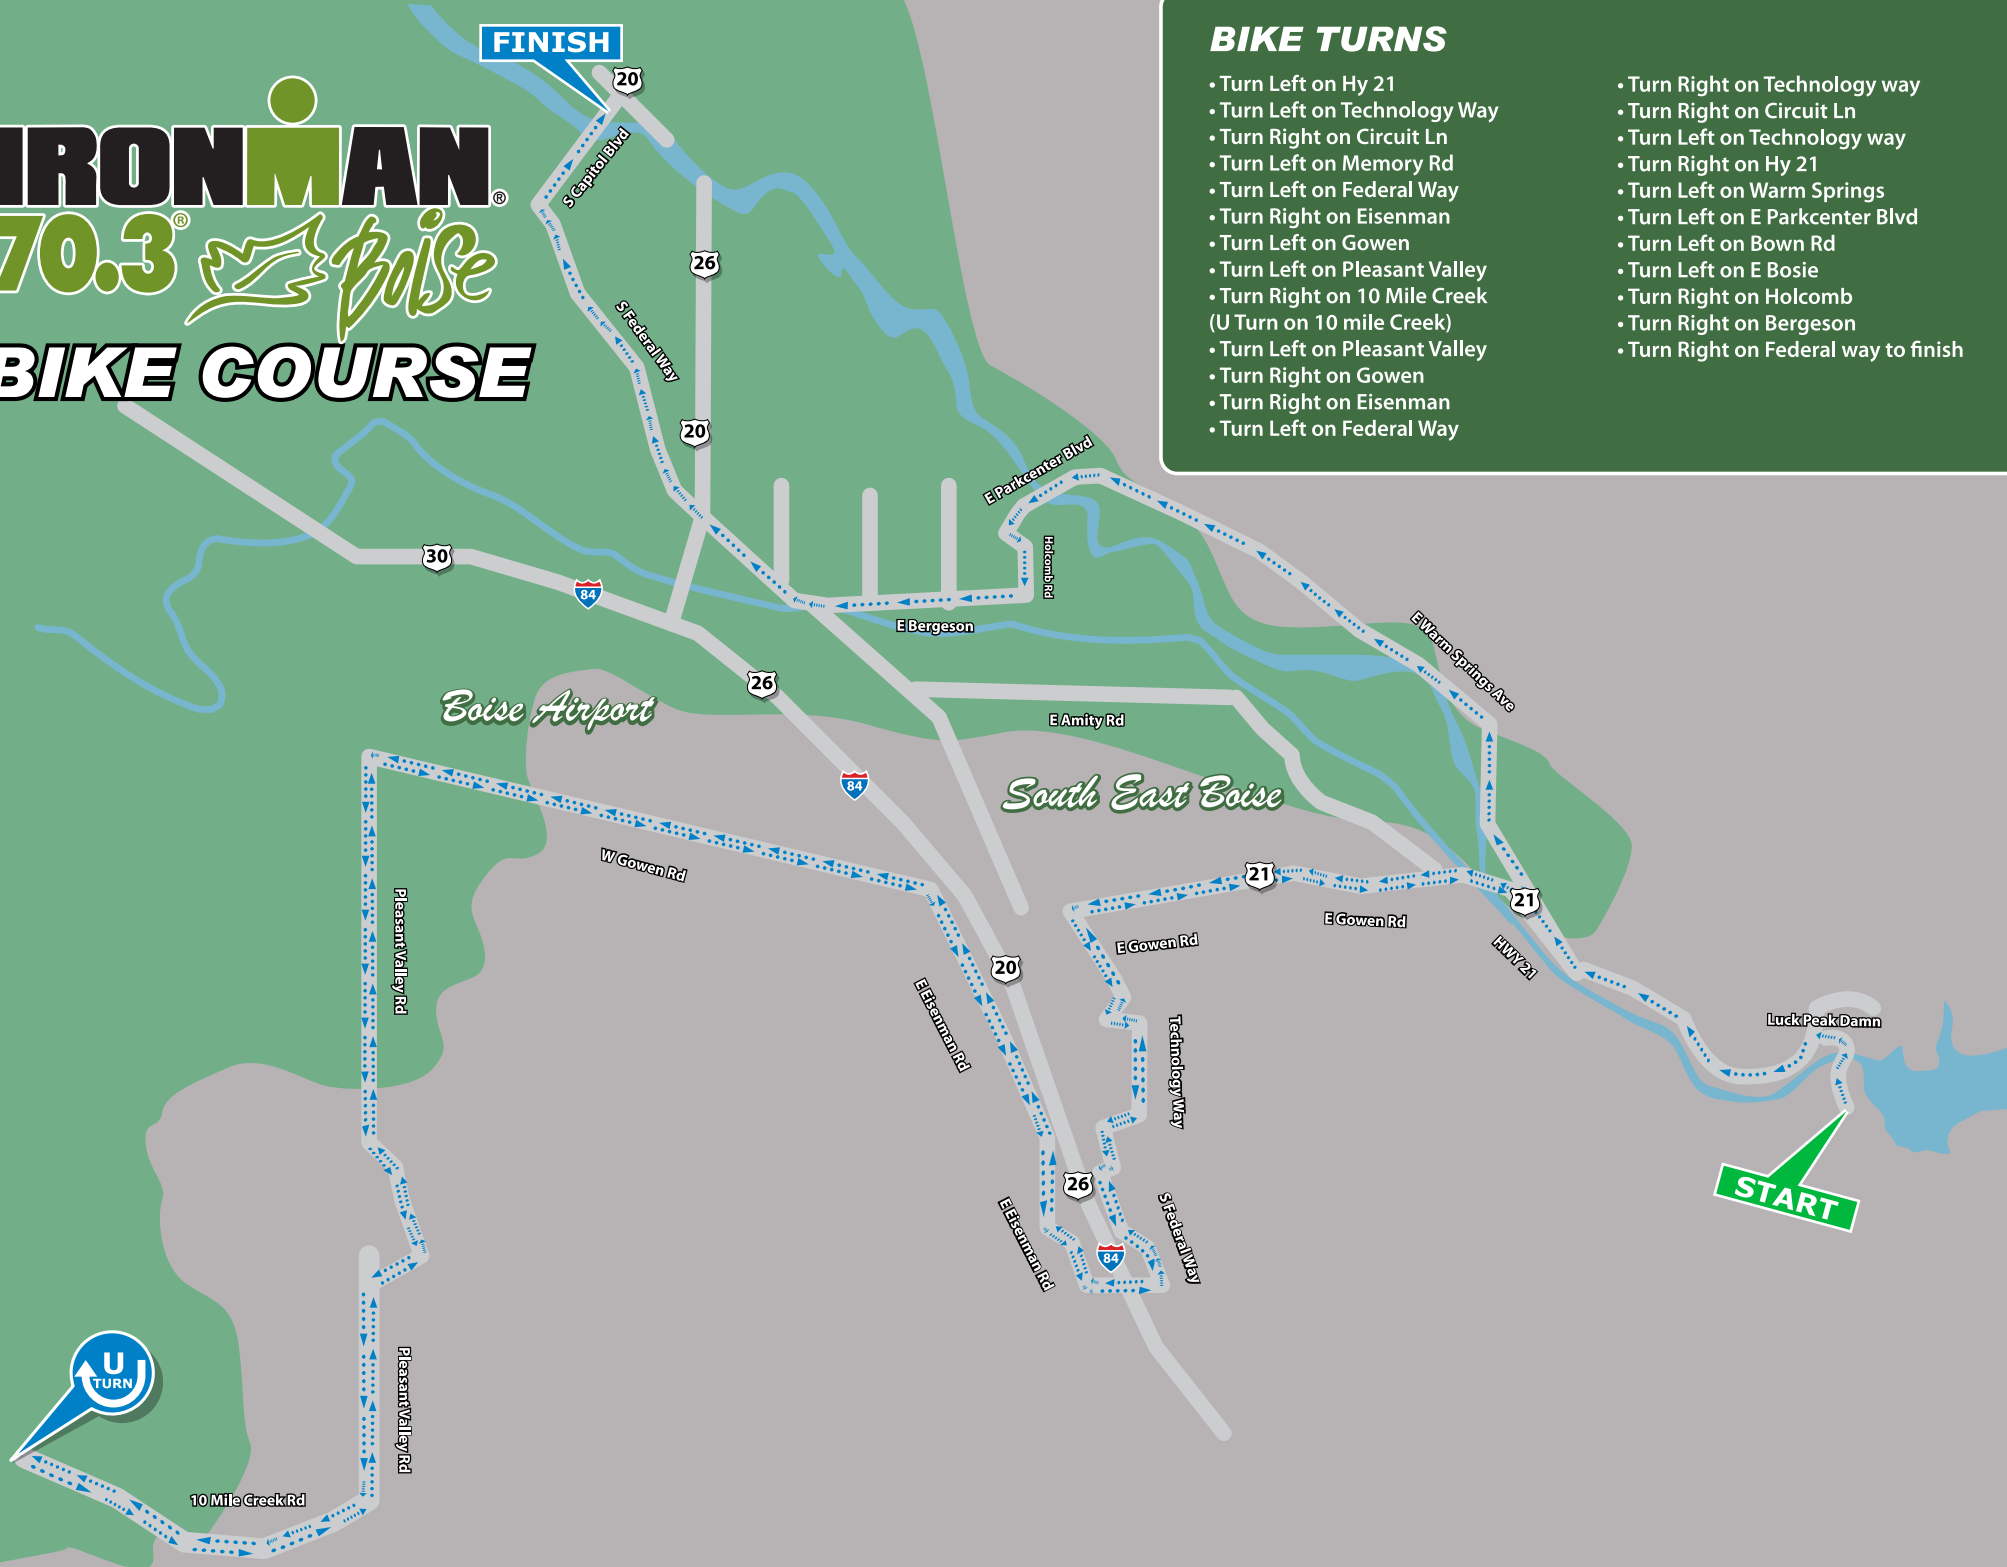 FINISH
IRONMAN®
70.3®
Boise
BIKE COURSE
BIKE TURNS
• Turn Left on Hy 21
• Turn Left on Technology Way
• Turn Right on Circuit Ln
• Turn Left on Memory Rd
• Turn Left on Federal Way
• Turn Right on Eisenman
• Turn Left on Gowen
• Turn Left on Pleasant Valley
• Turn Right on 10 Mile Creek
(U Turn on 10 mile Creek)
• Turn Left on Pleasant Valley
• Turn Right on Gowen
• Turn Right on Eisenman
• Turn Left on Federal Way
• Turn Right on Technology way
• Turn Right on Circuit Ln
• Turn Left on Technology way
• Turn Right on Hy 21
• Turn Left on Warm Springs
• Turn Left on E Parkcenter Blvd
• Turn Left on Bown Rd
• Turn Left on E Bosie
• Turn Right on Holcomb
• Turn Right on Bergeson
• Turn Right on Federal way to finish
20
S Capitol Blvd
26
S Federal Way
20
E Parkcenter Blvd
30
84
Holcomb Rd
E Bergeson
E Warm Springs Ave
26
Boise Airport
E Amity Rd
84
South East Boise
W Gowen Rd
21
21
E Gowen Rd
E Gowen Rd
HWY 21
Pleasant Valley Rd
20
E Eisenman Rd
Technology Way
Luck Peak Damn
26
START
E Eisenman Rd
S Federal Way
84
U
TURN
Pleasant Valley Rd
10 Mile Creek Rd